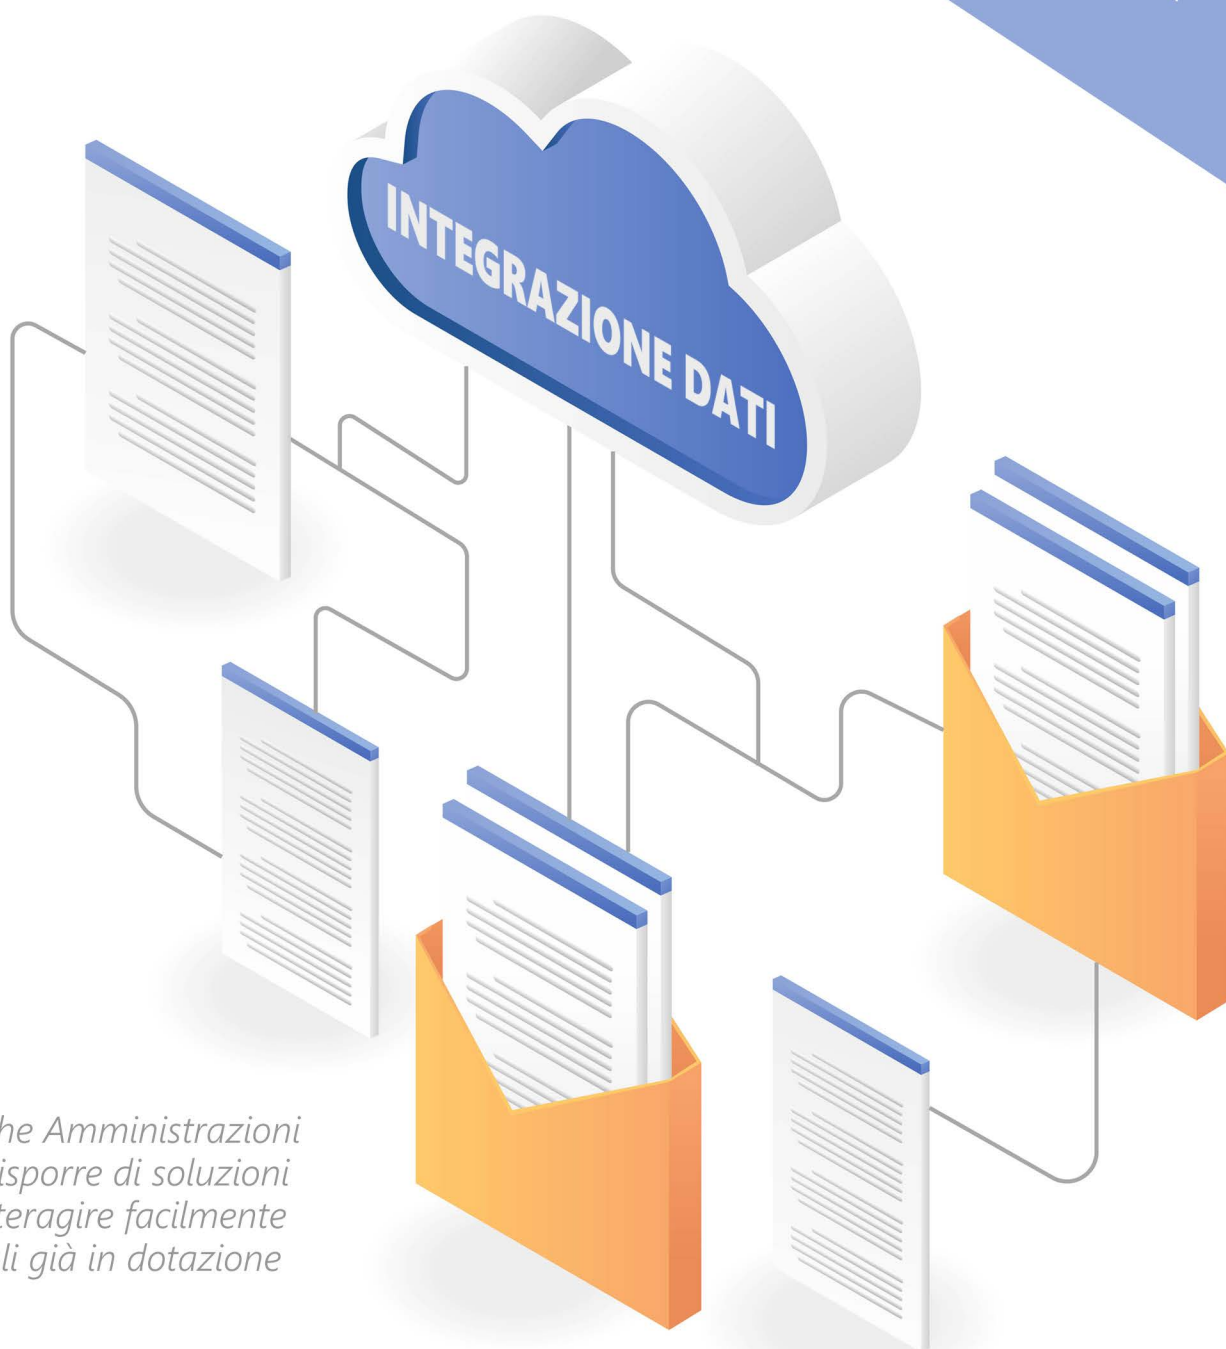 INTEGRAZIONE DATI
he Amministrazioni
isporre di soluzioni
teragire facilmente
li già in dotazione